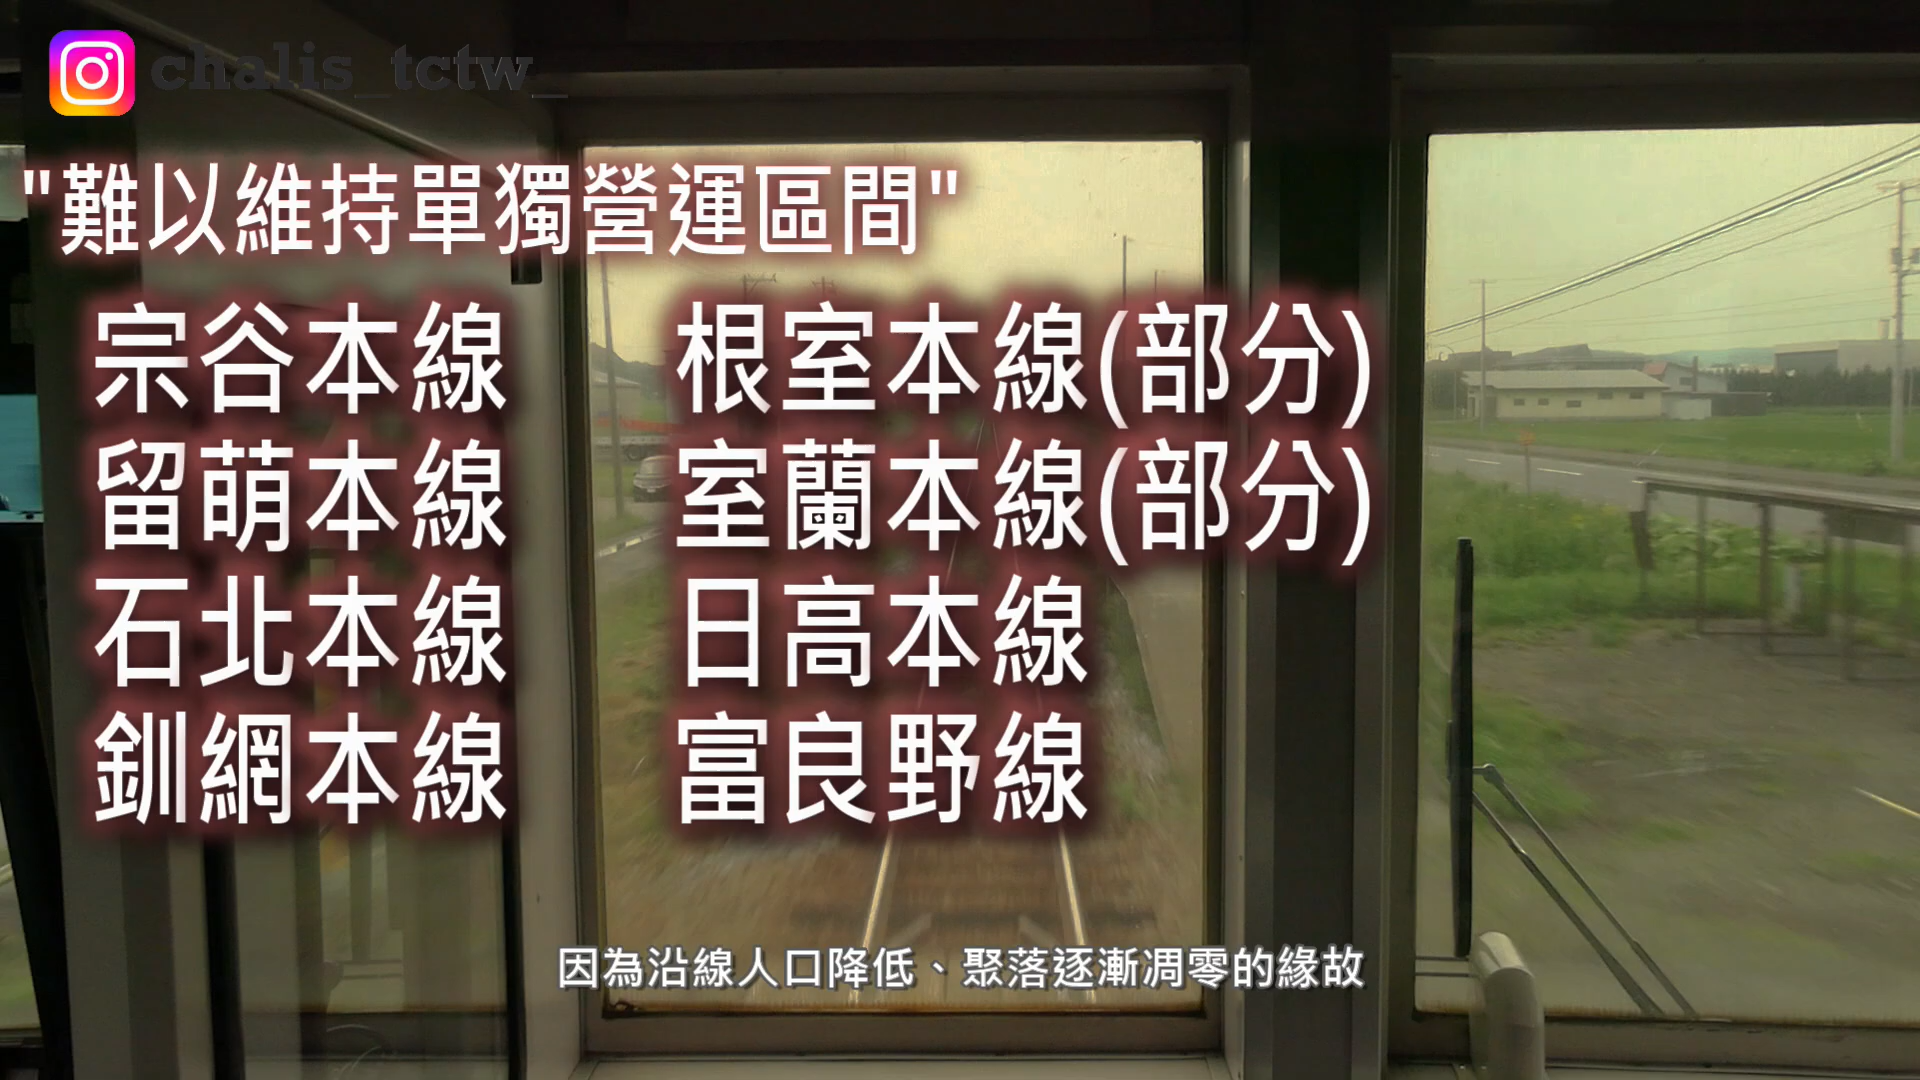 chalis_tctw_
"難以維持單獨營運區間"
宗谷本線 根室本線(部分)
留萌本線 室蘭本線(部分)
石北本線 日高本線
釧網本線 富良野線
因為沿線人口降低、聚落逐漸凋零的緣故